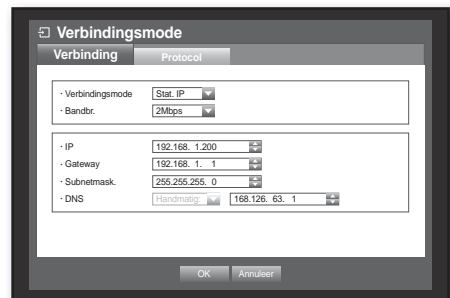 Verbindingsmode
Verbinding Protocol
· Verbindingsmode Stat. IP
· Bandbr. 2Mbps
· IP 192.168. 1.200
· Gateway 192.168. 1. 1
· Subnetmask. 255.255.255. 0
· DNS Handmatig: 168.126. 63. 1
OK Annuleer